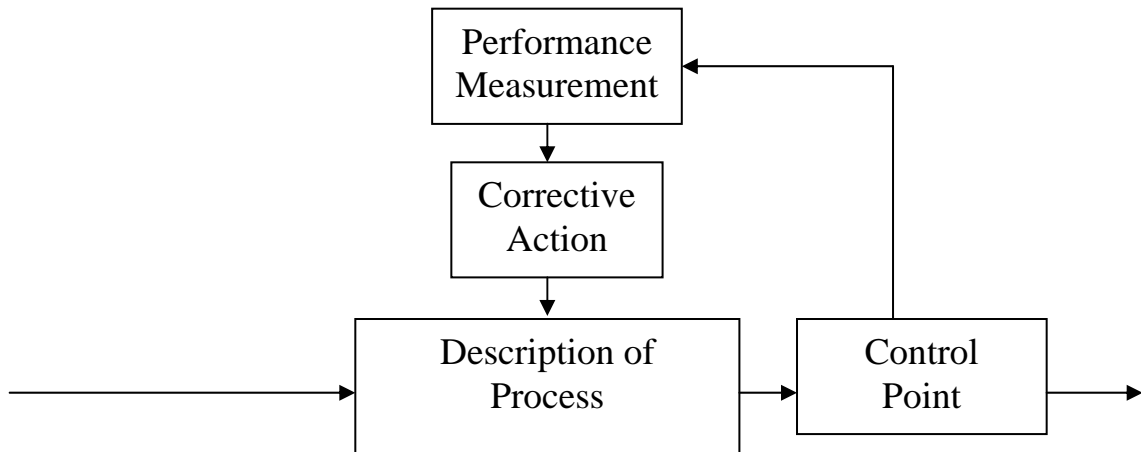 Performance
Measurement
Corrective
Action
Description of
Process
Control
Point